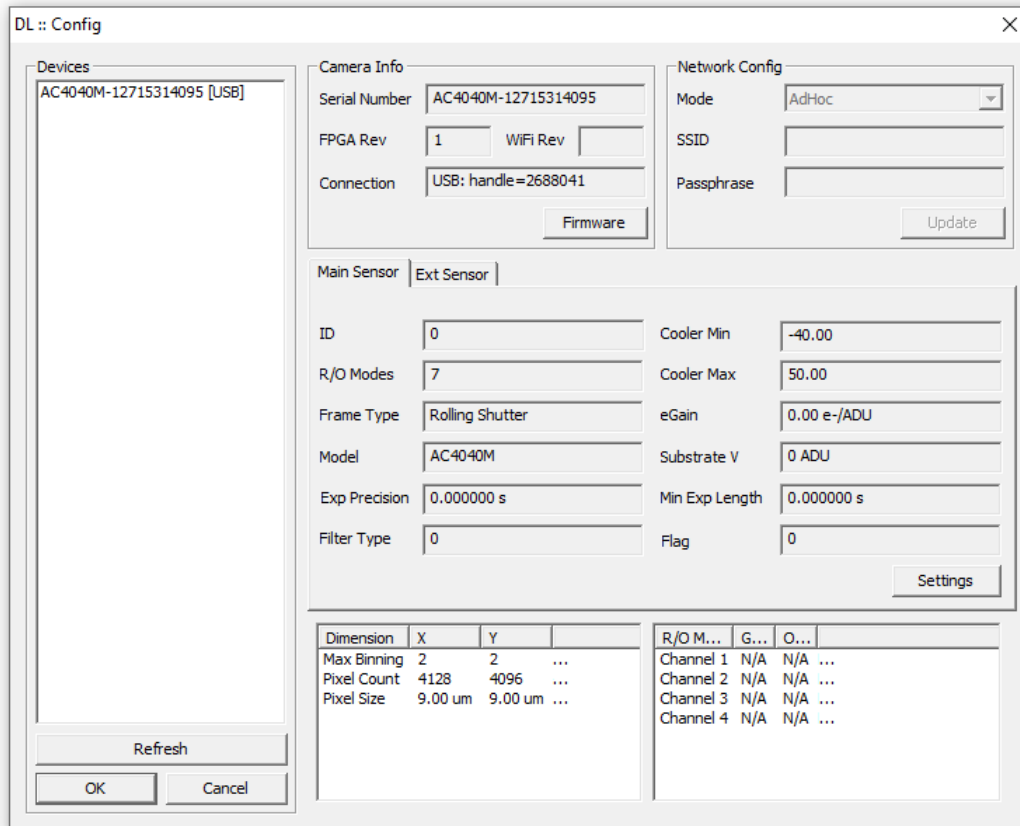 DL :: Config
Devices
AC4040M-12715314095 [USB]
Refresh
OK Cancel
Camera Info
Serial Number AC4040M-12715314095
FPGA Rev 1 WiFi Rev
Connection USB: handle=2688041
Firmware
Network Config
Mode AdHoc
SSID
Passphrase
Update
Main Sensor Ext Sensor
ID 0 Cooler Min -40.00
R/O Modes 7 Cooler Max 50.00
Frame Type Rolling Shutter eGain 0.00 e-/ADU
Model AC4040M Substrate V 0 ADU
Exp Precision 0.000000 s Min Exp Length 0.000000 s
Filter Type 0 Flag 0
Settings
Dimension X Y
Max Binning 2 2 ...
Pixel Count 4128 4096 ...
Pixel Size 9.00 um 9.00 um ...
R/O M... G... O...
Channel 1 N/A N/A ...
Channel 2 N/A N/A ...
Channel 3 N/A N/A ...
Channel 4 N/A N/A ...